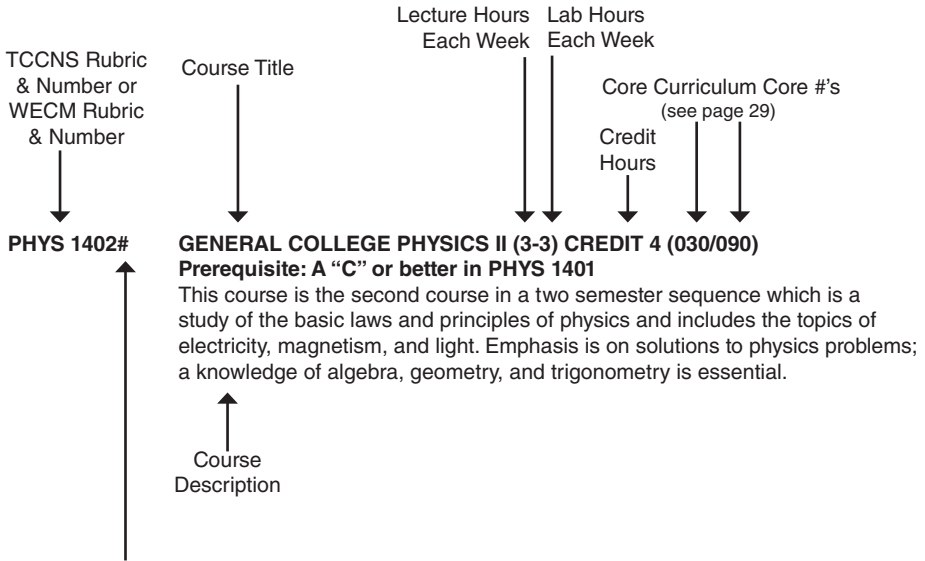 Lecture Hours
Each Week
Lab Hours
Each Week
TCCNS Rubric
& Number or
WECM Rubric
& Number
Course Title
Core Curriculum Core #'s
(see page 29)
Credit
Hours
PHYS 1402# GENERAL COLLEGE PHYSICS II (3-3) CREDIT 4 (030/090)
Prerequisite: A “C” or better in PHYS 1401
This course is the second course in a two semester sequence which is a
study of the basic laws and principles of physics and includes the topics of
electricity, magnetism, and light. Emphasis is on solutions to physics problems;
a knowledge of algebra, geometry, and trigonometry is essential.
Course
Description